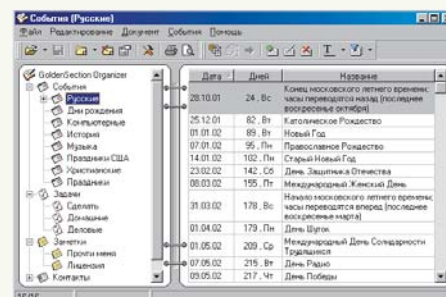 События (Русские)
Файл Редактирование Документ События Помощь
GoldenSection Organizer
События
Русские
Дни рождения
Компьютерные
История
Музыка
Праздники США
Христианские
Праздники
Задачи
Сделать
Домашние
Деловые
Заметки
Прочти меня
Лицензия
Контакты
Дата Дней Название
28.10.01 24 , Вс Конец московского летнего времени;
часы переводятся назад (последнее
воскресенье октября)
25.12.01 82 , Вт Католическое Рождество
01.01.02 89 , Вт Новый Год
07.01.02 95 , Пн Православное Рождество
14.01.02 102 , Пн Старый Новый Год
23.02.02 142 , Сб День Защитника Отечества
08.03.02 155 , Пт Международный Женский День
31.03.02 178 , Вс Начало московского летнего времени;
часы переводятся вперед (последнее
воскресенье марта)
01.04.02 179 , Пн День Шуток
01.05.02 209 , Ср Международный День Солидарности
Трудящихся
07.05.02 215 , Вт День Радио
09.05.02 217 , Чт День Победы